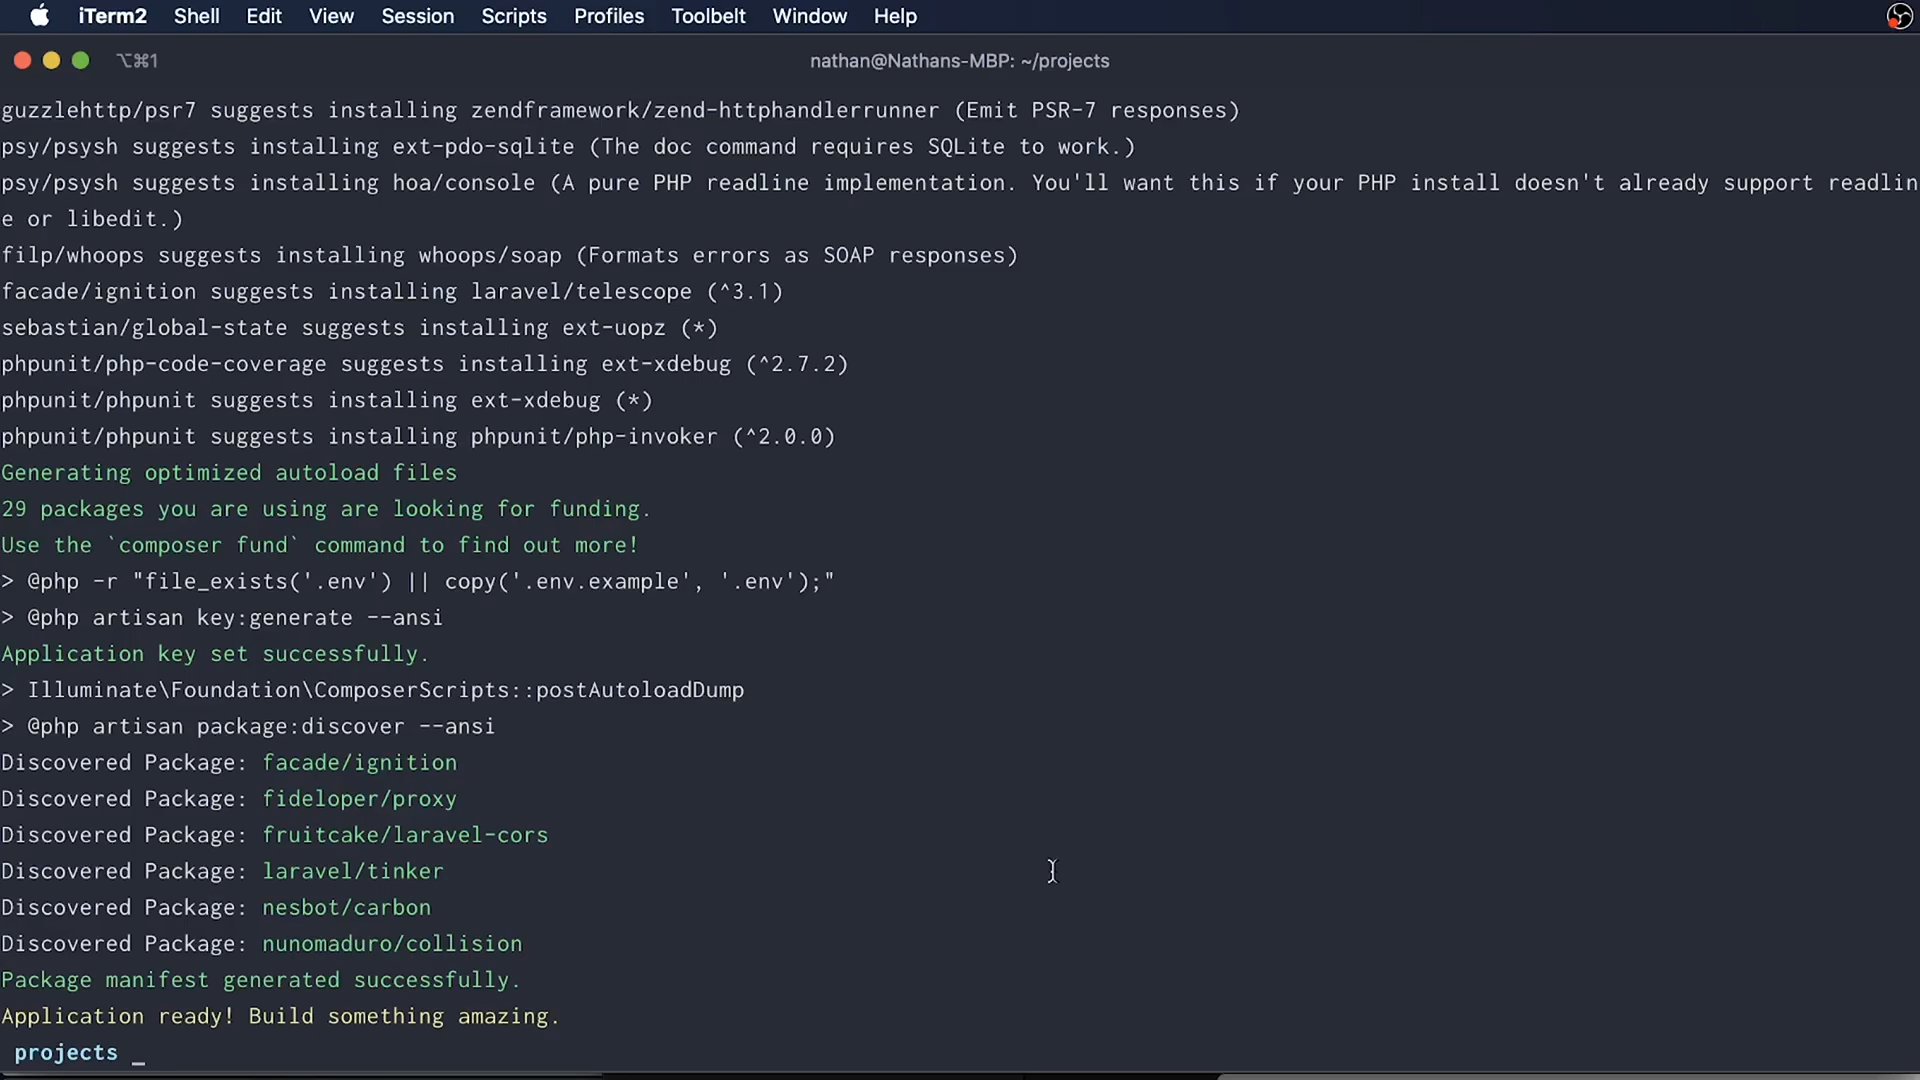 iTerm2 Shell Edit View Session Scripts Profiles Toolbelt Window Help
⌥⌘1 nathan@Nathans-MBP: ~/projects
guzzlehttp/psr7 suggests installing zendframework/zend-httphandlerrunner (Emit PSR-7 responses)
psy/psysh suggests installing ext-pdo-sqlite (The doc command requires SQLite to work.)
psy/psysh suggests installing hoa/console (A pure PHP readline implementation. You'll want this if your PHP install doesn't already support readlin
e or libedit.)
filp/whoops suggests installing whoops/soap (Formats errors as SOAP responses)
facade/ignition suggests installing laravel/telescope (^3.1)
sebastian/global-state suggests installing ext-uopz (*)
phpunit/php-code-coverage suggests installing ext-xdebug (^2.7.2)
phpunit/phpunit suggests installing ext-xdebug (*)
phpunit/phpunit suggests installing phpunit/php-invoker (^2.0.0)
Generating optimized autoload files
29 packages you are using are looking for funding.
Use the `composer fund` command to find out more!
> @php -r "file_exists('.env') || copy('.env.example', '.env');"
> @php artisan key:generate --ansi
Application key set successfully.
> Illuminate\Foundation\ComposerScripts::postAutoloadDump
> @php artisan package:discover --ansi
Discovered Package: facade/ignition
Discovered Package: fideloper/proxy
Discovered Package: fruitcake/laravel-cors
Discovered Package: laravel/tinker
Discovered Package: nesbot/carbon
Discovered Package: nunomaduro/collision
Package manifest generated successfully.
Application ready! Build something amazing.
projects _